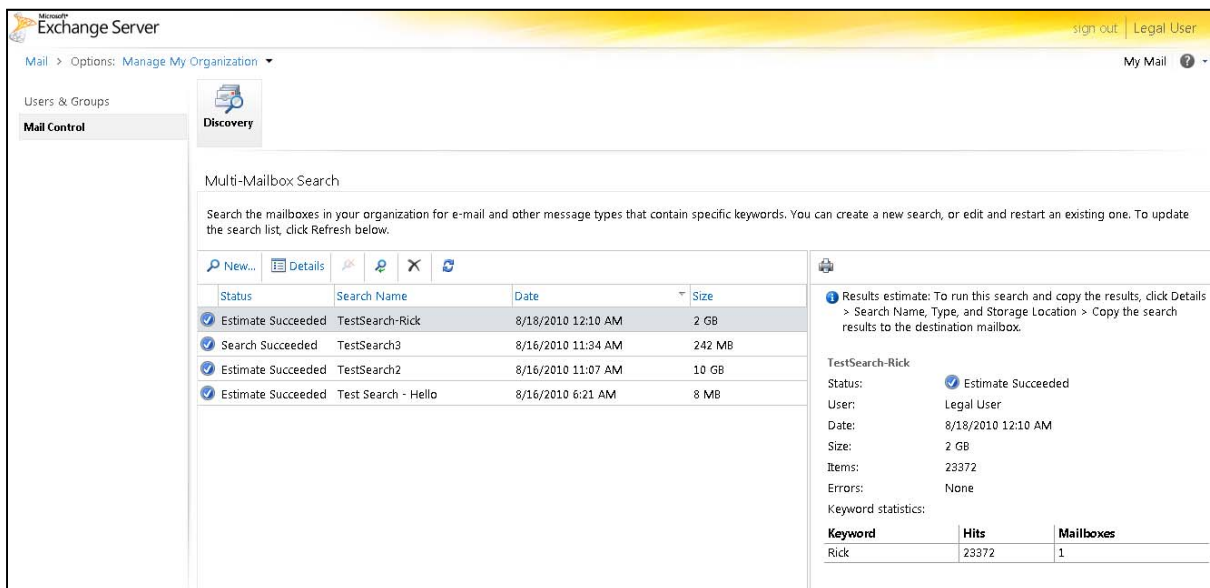 Microsoft®
Exchange Server
sign out | Legal User
Mail > Options: Manage My Organization
My Mail
Users & Groups
Mail Control
Discovery
Multi-Mailbox Search
Search the mailboxes in your organization for e-mail and other message types that contain specific keywords. You can create a new search, or edit and restart an existing one. To update
the search list, click Refresh below.
New... Details
Status Search Name Date Size
Estimate Succeeded TestSearch-Rick 8/18/2010 12:10 AM 2 GB
Search Succeeded TestSearch3 8/16/2010 11:34 AM 242 MB
Estimate Succeeded TestSearch2 8/16/2010 11:07 AM 10 GB
Estimate Succeeded Test Search - Hello 8/16/2010 6:21 AM 8 MB
Results estimate: To run this search and copy the results, click Details
> Search Name, Type, and Storage Location > Copy the search
results to the destination mailbox.
TestSearch-Rick
Status: Estimate Succeeded
User: Legal User
Date: 8/18/2010 12:10 AM
Size: 2 GB
Items: 23372
Errors: None
Keyword statistics:
Keyword Hits Mailboxes
Rick 23372 1